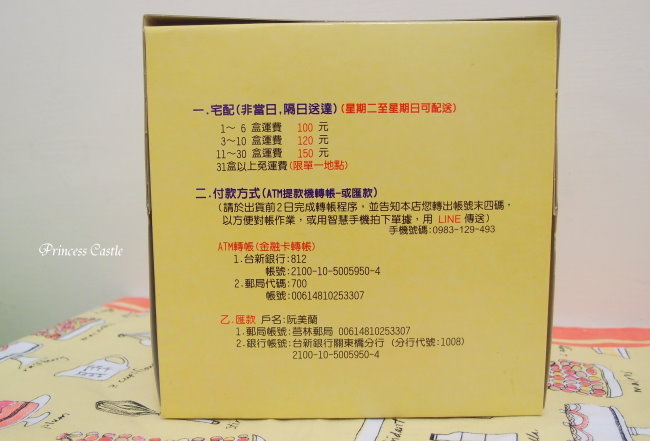 一.宅配(非當日,隔日送達)(星期二至星期日可配送)
1～ 6 盒運費 100 元
3～10 盒運費 120 元
11～30 盒運費 150 元
31盒以上免運費(限單一地點)
二.付款方式(ATM提款機轉帳-或匯款)
(請於出貨前2日完成轉帳程序，並告知本店您轉出帳號末四碼，
以方便對帳作業，或用智慧手機拍下單據，用 LINE 傳送)
手機號碼:0983-129-493
ATM轉帳(金融卡轉帳)
1.台新銀行:812
帳號:2100-10-5005950-4
2.郵局代碼:700
帳號:00614810253307
乙.匯款 戶名:阮美蘭
1.郵局帳號:芎林郵局 00614810253307
2.銀行帳號:台新銀行關東橋分行 (分行代號:1008)
2100-10-5005950-4
Princess Castle